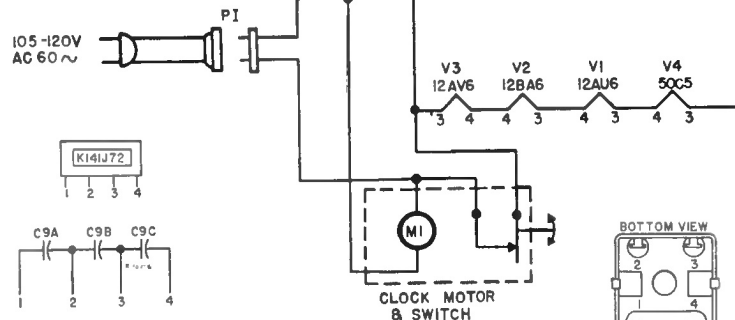 PI
105-120V
AC 60 ~
V3 V2 V1 V4
12AV6 12BA6 12AU6 50C5
3 4 4 3 4 3 4 3
K141J72
1 2 3 4
C9A C9B C9C
1 2 3 4
M1
CLOCK MOTOR
& SWITCH
BOTTOM VIEW
2 3
1 4